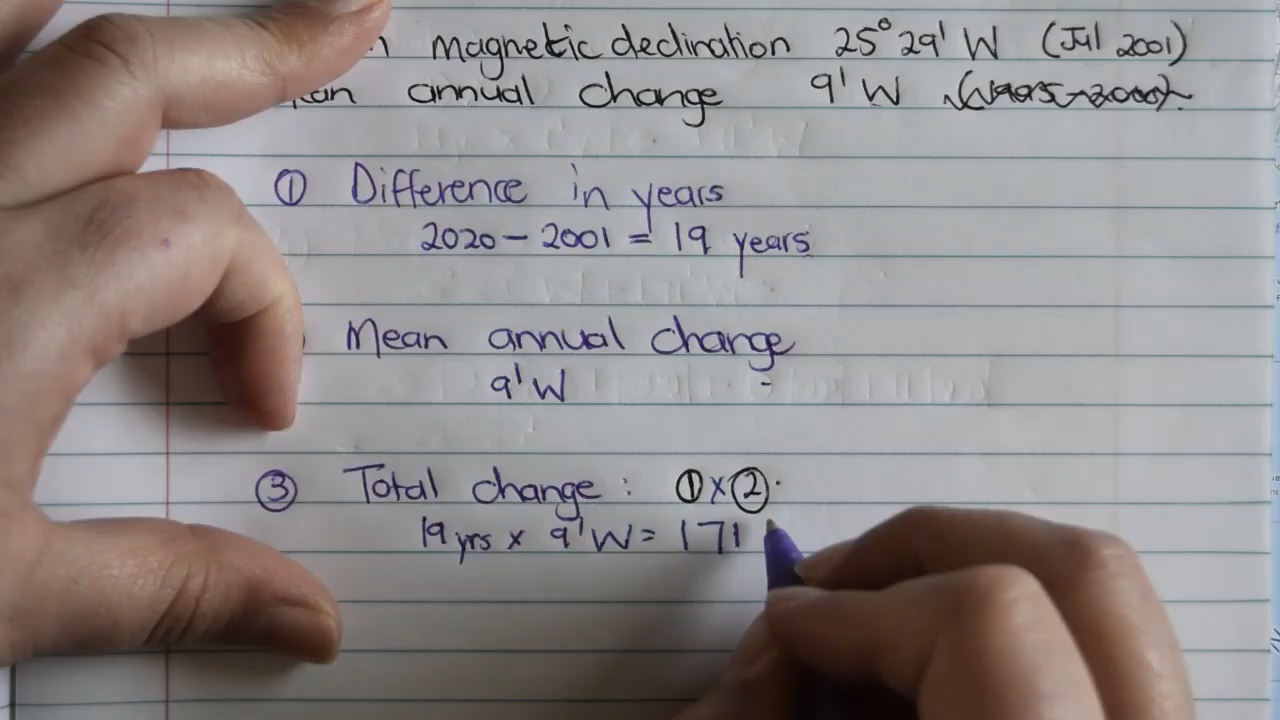 magnetic declination 25° 29' W (Jul 2001)
annual change 9' W
① Difference in years
2020 - 2001 = 19 years
Mean annual change
9' W
③ Total change : ① x ②.
19 yrs x 9' W = 171